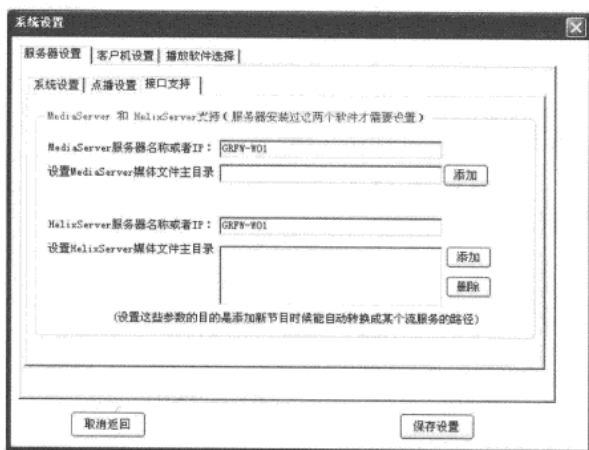 系统设置
服务器设置 客户机设置 播放软件选择
系统设置 点播设置 接口支持
MediaServer 和 HelixServer支持(服务器安装过这两个软件才需要设置)
MediaServer服务器名称或者IP: GRFW-W01
设置MediaServer媒体文件主目录 添加
HelixServer服务器名称或者IP: GRFW-W01
设置HelixServer媒体文件主目录
添加
删除
(设置这些参数的目的是添加新节目时候能自动转换成某个流服务的路径)
取消返回 保存设置